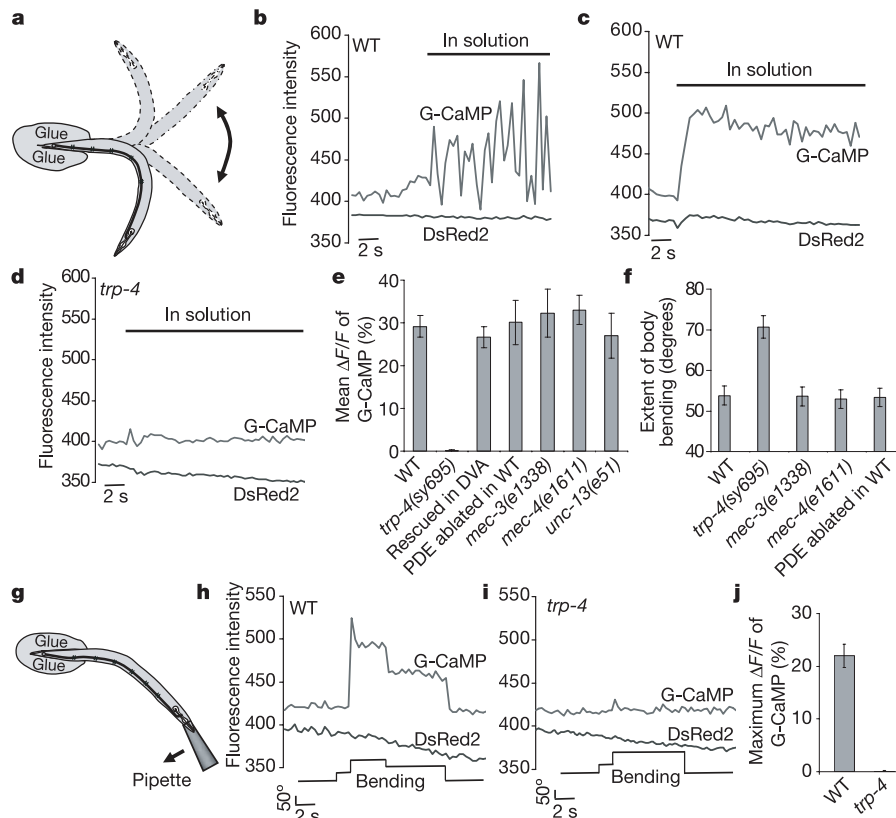 a
Glue
Glue
b
WT
In solution
Fluorescence intensity
600
550
500
450
400
350
G-CaMP
DsRed2
2 s
c
WT
In solution
600
550
500
450
400
350
G-CaMP
DsRed2
2 s
d
trp-4
In solution
Fluorescence intensity
600
550
500
450
400
350
G-CaMP
DsRed2
2 s
e
Mean ΔF/F of
G-CaMP (%)
40
30
20
10
0
WT
trp-4(sy695)
Rescued in DVA
PDE ablated in WT
mec-3(e1338)
mec-4(e1611)
unc-13(e51)
f
Extent of body
bending (degrees)
80
70
60
50
40
WT
trp-4(sy695)
mec-3(e1338)
mec-4(e1611)
PDE ablated in WT
g
Glue
Glue
Pipette
h
WT
Fluorescence intensity
550
500
450
400
350
G-CaMP
DsRed2
Bending
50°
2 s
i
trp-4
550
500
450
400
350
G-CaMP
DsRed2
Bending
50°
2 s
j
Maximum ΔF/F of
G-CaMP (%)
30
20
10
0
WT
trp-4